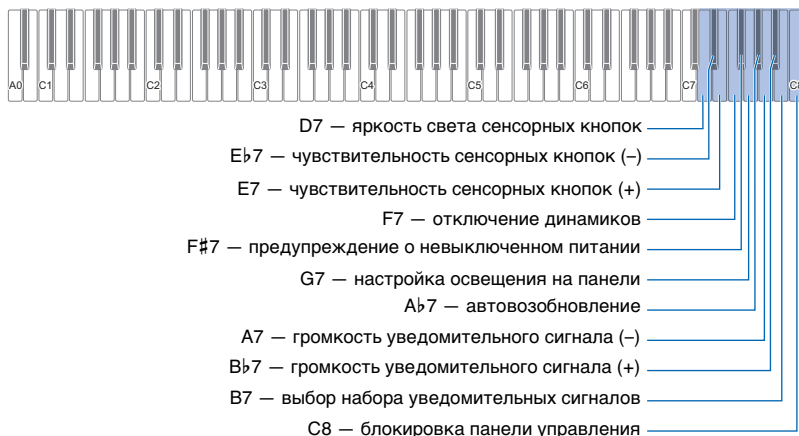 A0 C1 C2 C3 C4 C5 C6 C7 C8
D7 — яркость света сенсорных кнопок
E♭7 — чувствительность сенсорных кнопок (–)
E7 — чувствительность сенсорных кнопок (+)
F7 — отключение динамиков
F♯7 — предупреждение о невыключенном питании
G7 — настройка освещения на панели
A♭7 — автовозобновление
A7 — громкость уведомительного сигнала (–)
B♭7 — громкость уведомительного сигнала (+)
B7 — выбор набора уведомительных сигналов
C8 — блокировка панели управления